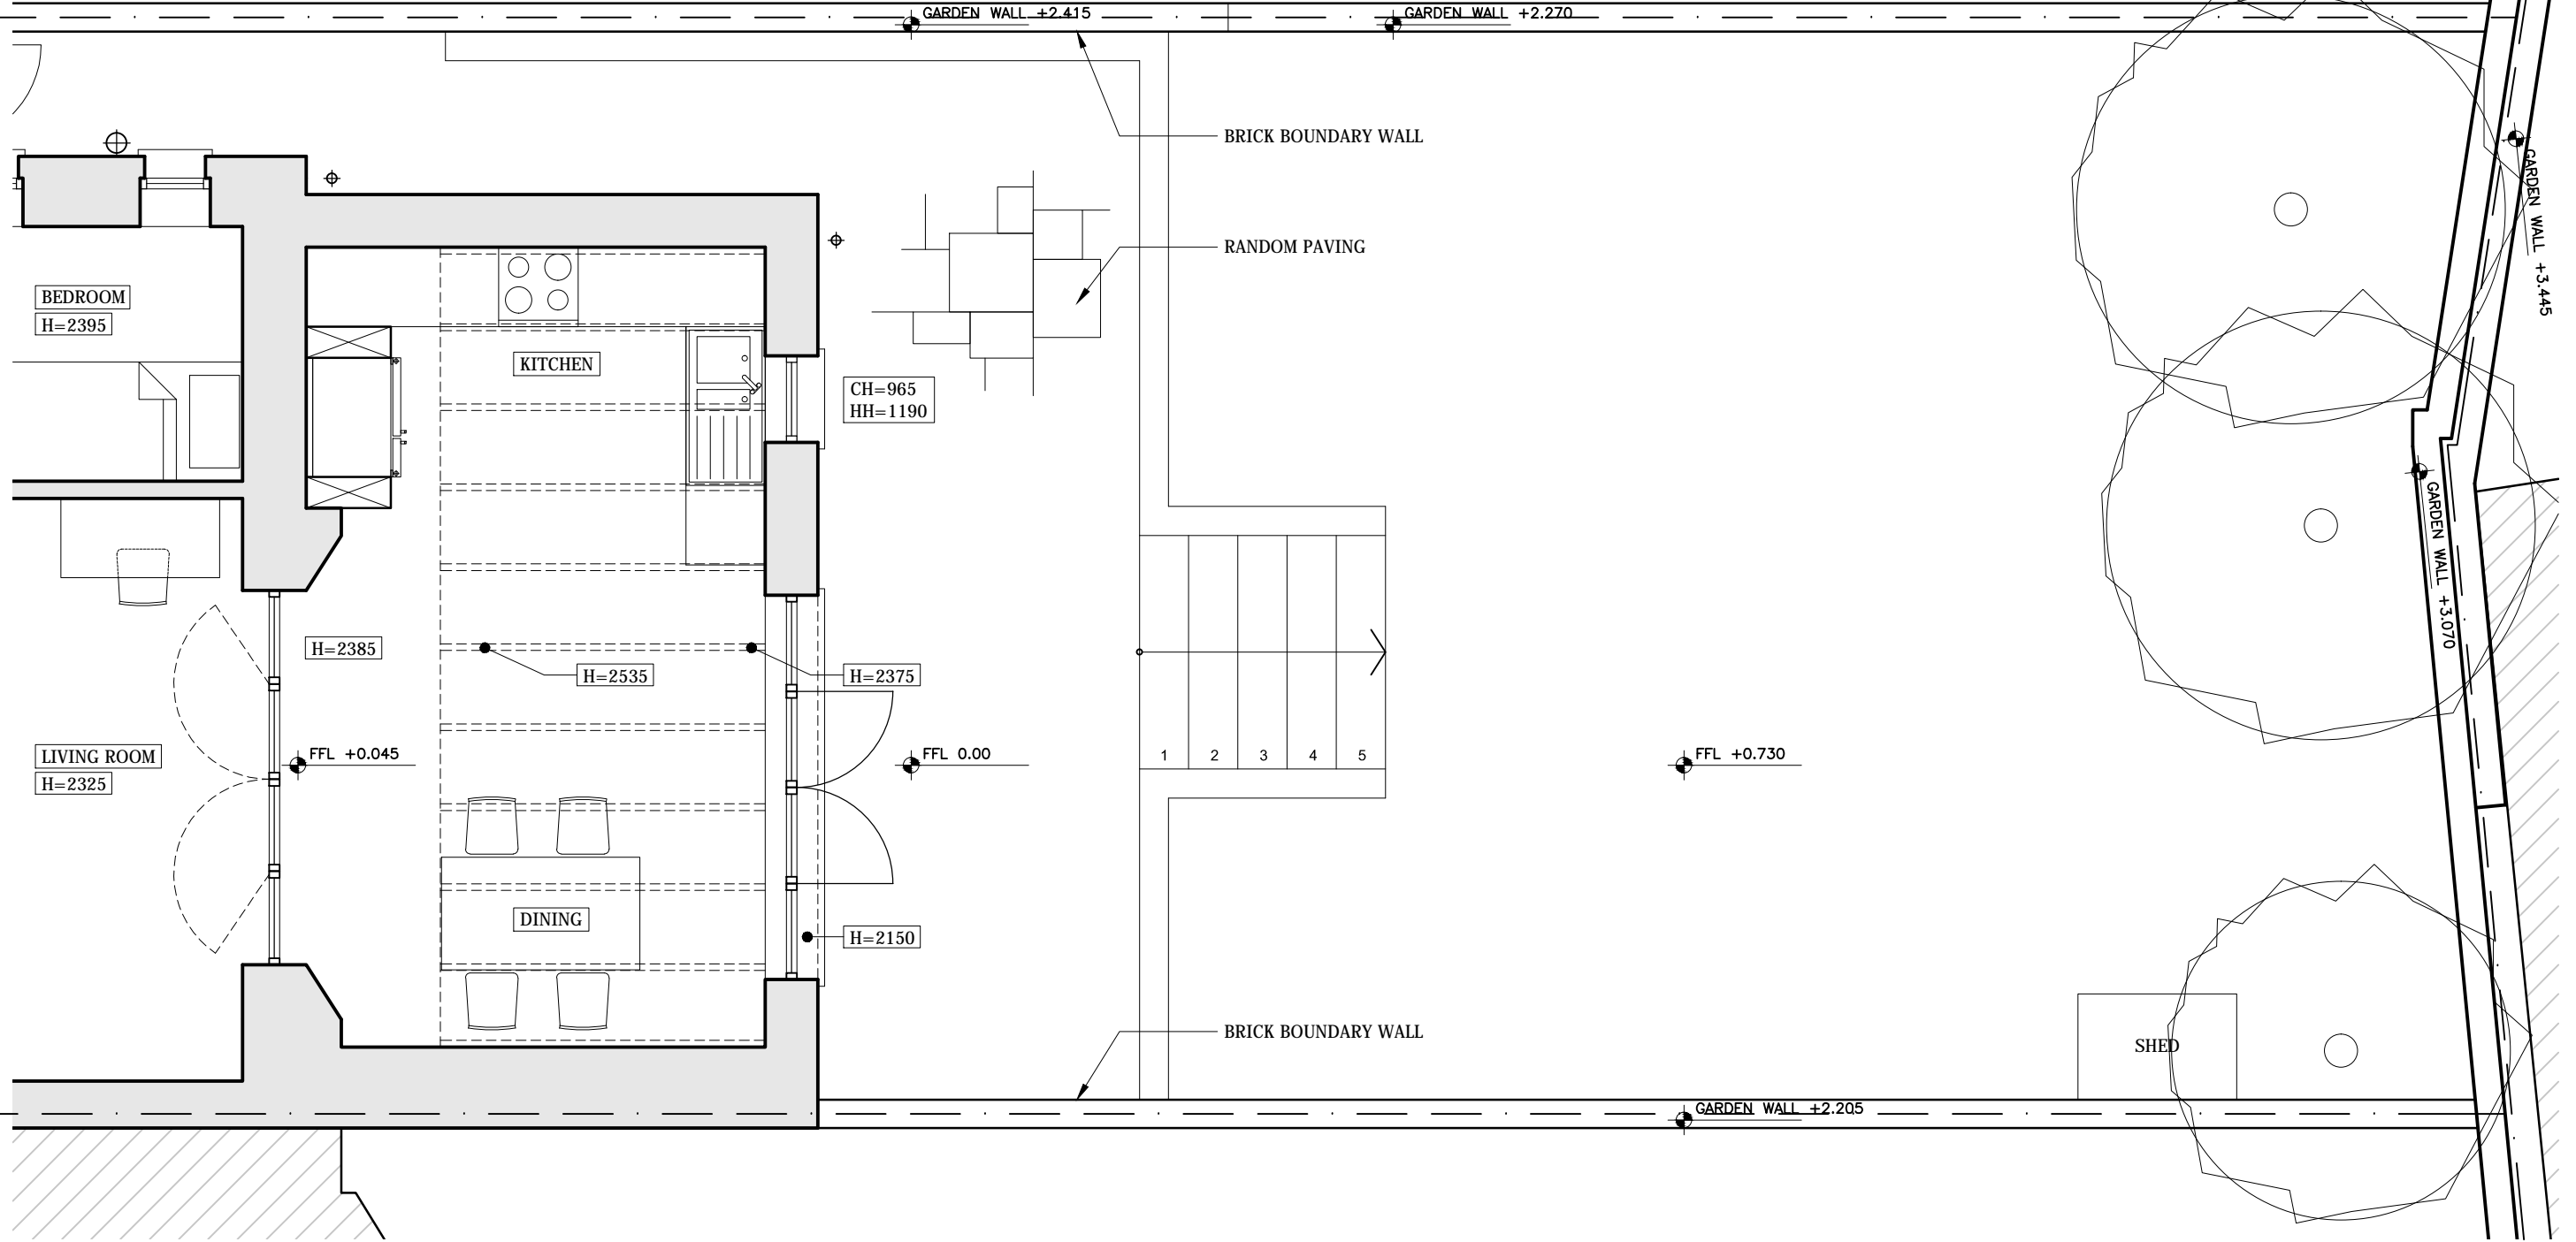 GARDEN WALL +2.415
GARDEN WALL +2.270
BRICK BOUNDARY WALL
GARDEN WALL +3.445
RANDOM PAVING
BEDROOM
H=2395
KITCHEN
CH=965
HH=1190
GARDEN WALL +3.070
H=2385
H=2535
H=2375
LIVING ROOM
H=2325
FFL +0.045
FFL 0.00
1 2 3 4 5
FFL +0.730
DINING
H=2150
BRICK BOUNDARY WALL
SHED
GARDEN WALL +2.205